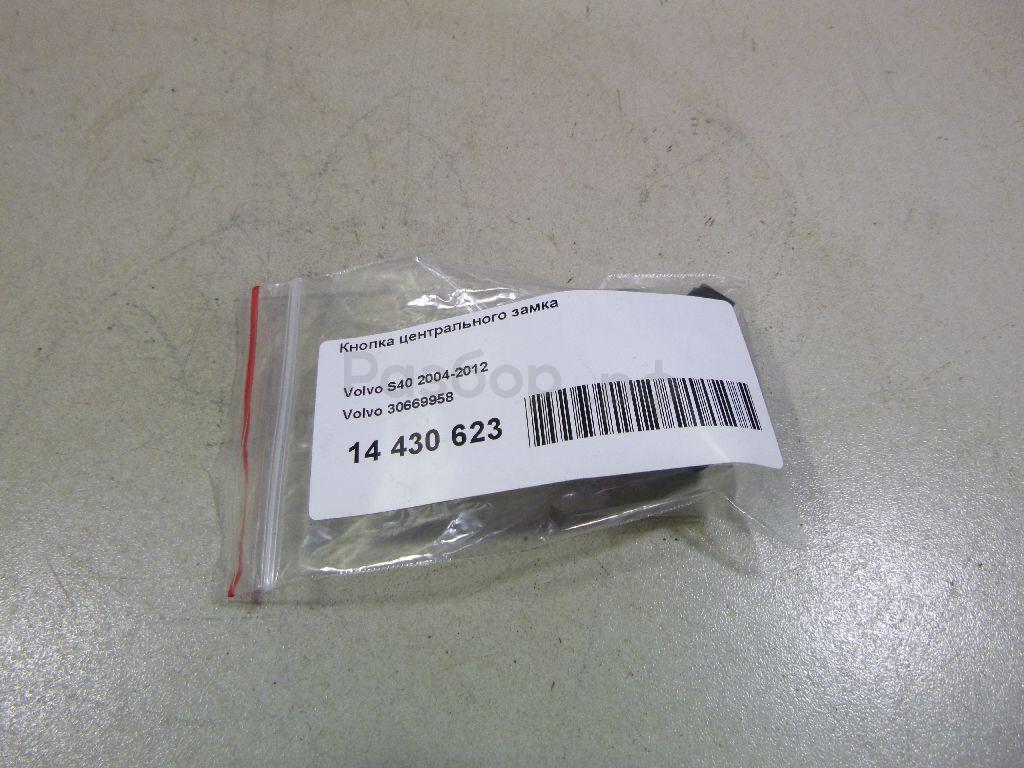 Кнопка центрального замка
Volvo S40 2004-2012
Volvo 30669958
14 430 623